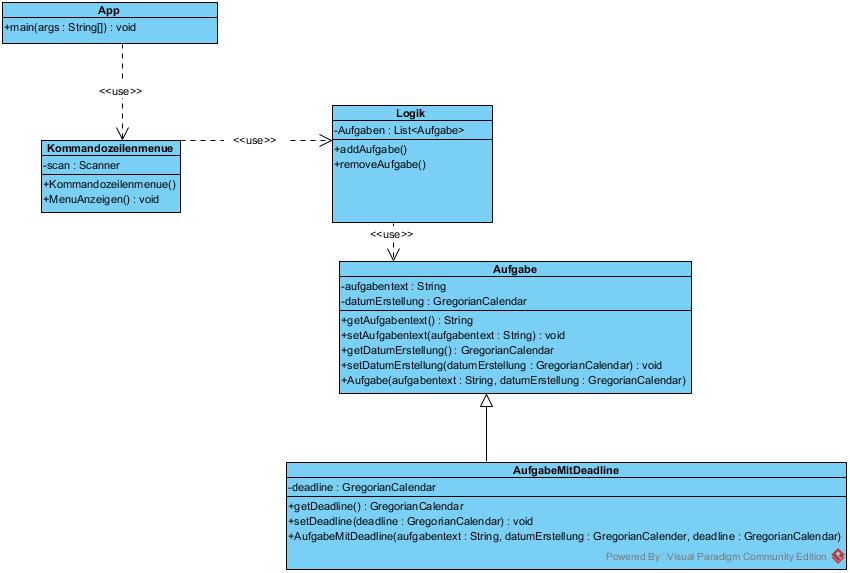 App
+main(args : String[]) : void
<<use>>
Kommandozeilenmenue
-scan : Scanner
+Kommandozeilenmenue()
+MenuAnzeigen() : void
<<use>>
Logik
-Aufgaben : List<Aufgabe>
+addAufgabe()
+removeAufgabe()
<<use>>
Aufgabe
-aufgabentext : String
-datumErstellung : GregorianCalendar
+getAufgabentext() : String
+setAufgabentext(aufgabentext : String) : void
+getDatumErstellung() : GregorianCalendar
+setDatumErstellung(datumErstellung : GregorianCalendar) : void
+Aufgabe(aufgabentext : String, datumErstellung : GregorianCalendar)
AufgabeMitDeadline
-deadline : GregorianCalendar
+getDeadline() : GregorianCalendar
+setDeadline(deadline : GregorianCalendar) : void
+AufgabeMitDeadline(aufgabentext : String, datumErstellung : GregorianCalender, deadline : GregorianCalendar)
Powered By Visual Paradigm Community Edition